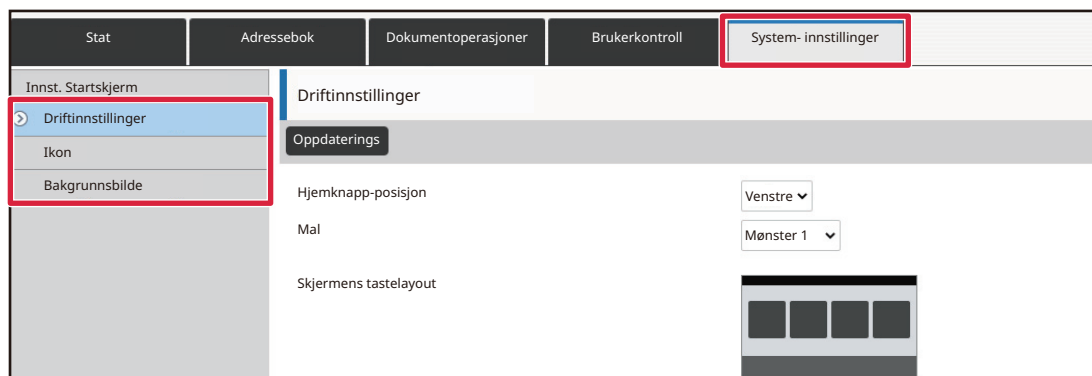 Stat
Adressebok
Dokumentoperasjoner
Brukerkontroll
System- innstillinger
Innst. Startskjerm
Driftinnstillinger
Ikon
Bakgrunnsbilde
Driftinnstillinger
Oppdaterings
Hjemknapp-posisjon
Venstre
Mal
Mønster 1
Skjermens tastelayout